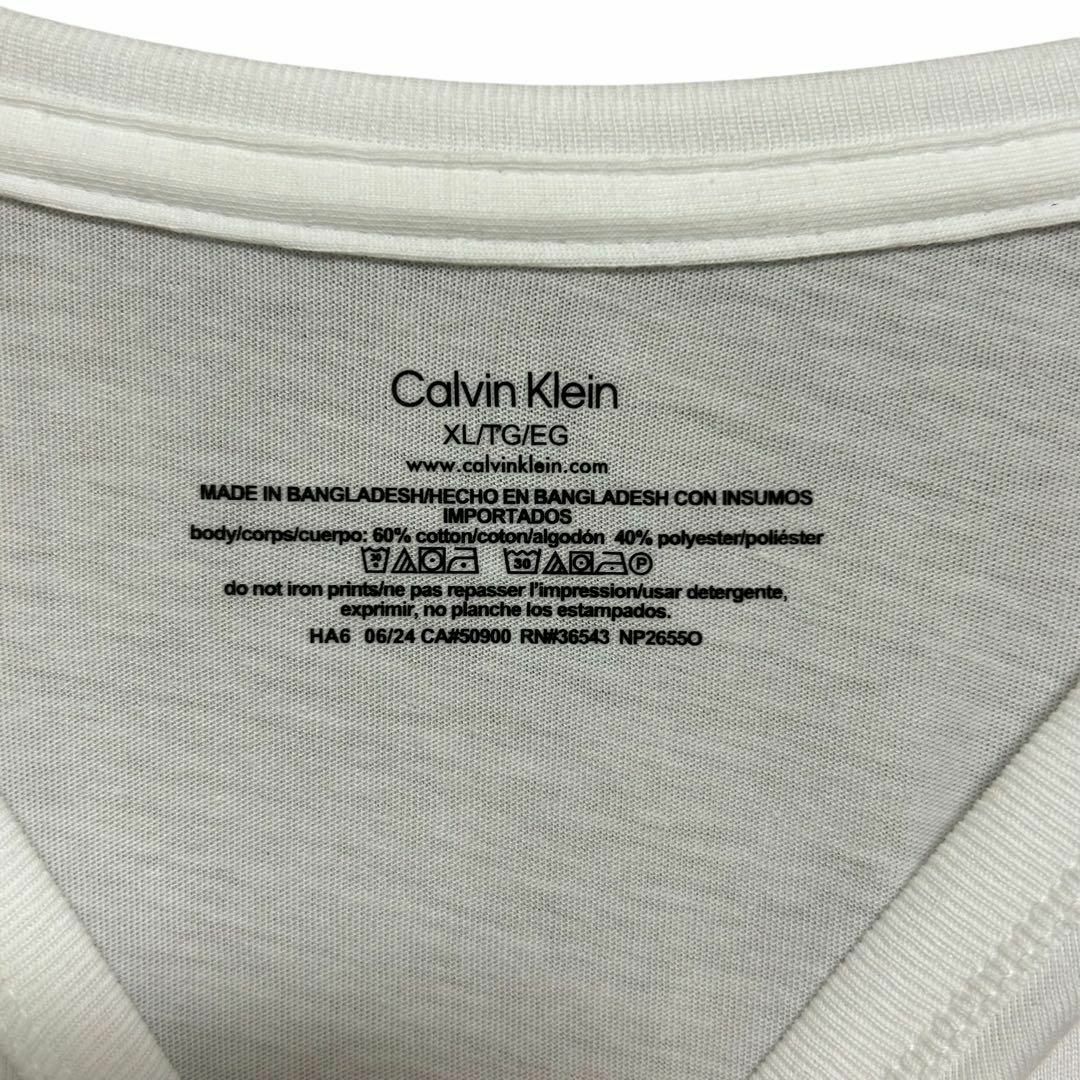 Calvin Klein
XL/TG/EG
www.calvinklein.com
MADE IN BANGLADESH/HECHO EN BANGLADESH CON INSUMOS
IMPORTADOS
body/corps/cuerpo: 60% cotton/coton/algodón 40% polyester/poliéster
30 30 P
do not iron prints/ne pas repasser l'impression/usar detergente,
exprimir, no planche los estampados.
HA6 06/24 CA#50900 RN#36543 NP2655O